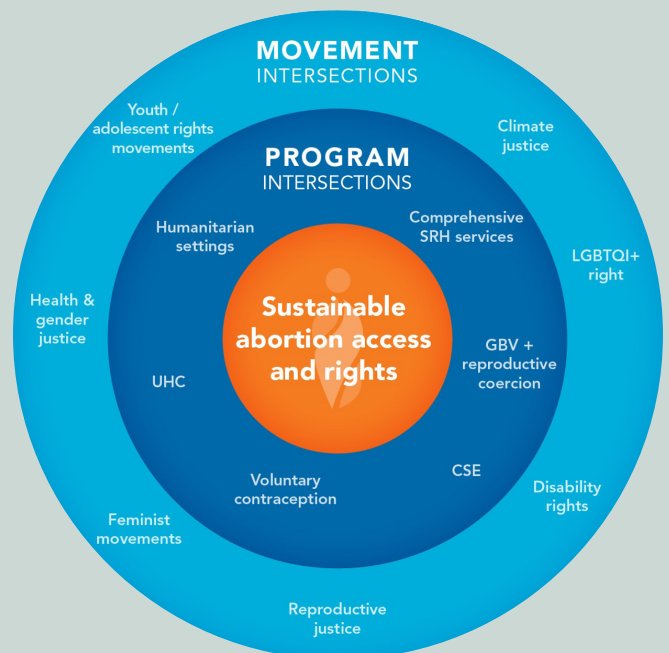 MOVEMENT
INTERSECTIONS
Youth /
adolescent rights
movements
Climate
justice
LGBTQI+
right
Disability
rights
Reproductive
justice
Feminist
movements
Health &
gender
justice
PROGRAM
INTERSECTIONS
Humanitarian
settings
Comprehensive
SRH services
GBV +
reproductive
coercion
CSE
Voluntary
contraception
UHC
Sustainable
abortion access
and rights